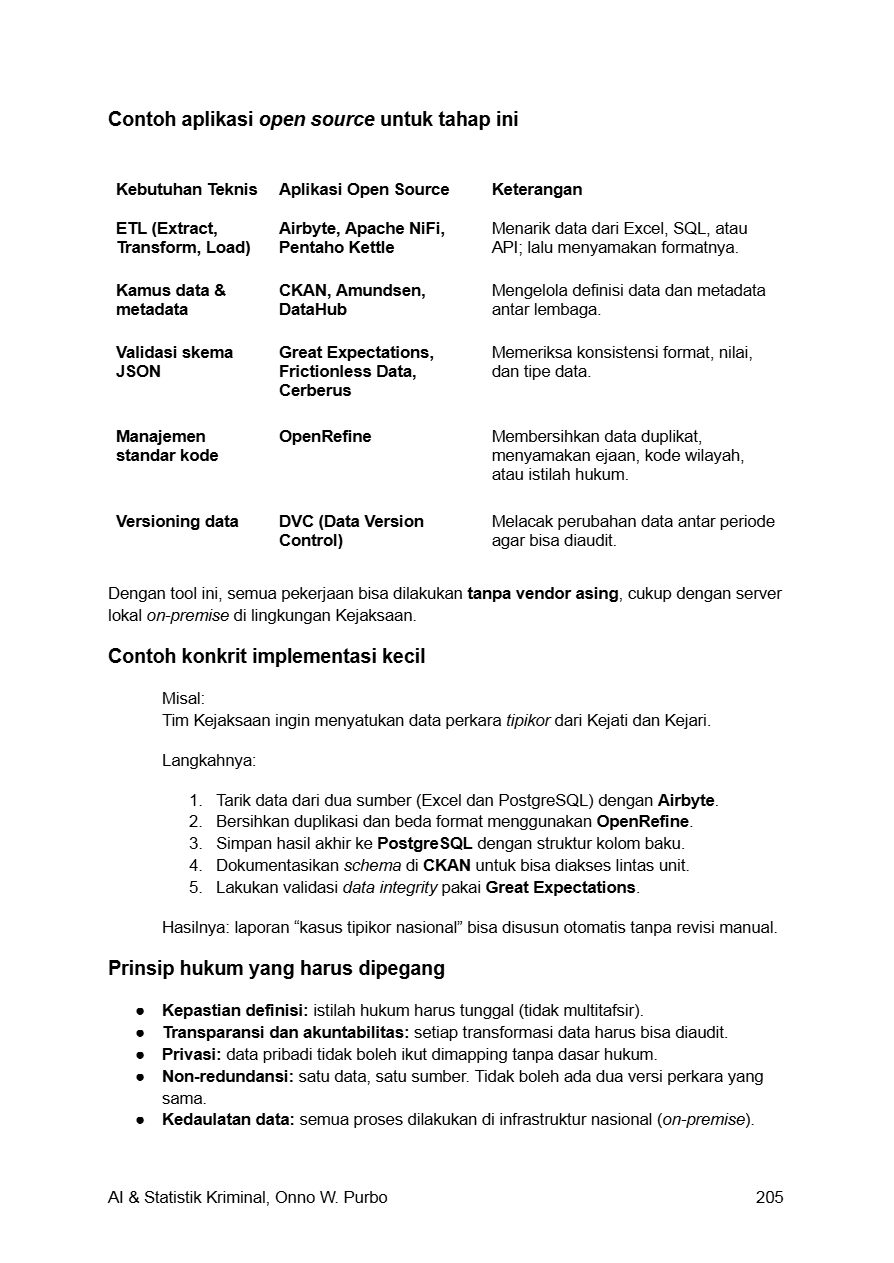 Contoh aplikasi open source untuk tahap ini
Kebutuhan Teknis Aplikasi Open Source Keterangan
ETL (Extract, Transform, Load) Airbyte, Apache NiFi, Pentaho Kettle Menarik data dari Excel, SQL, atau API; lalu menyamakan formatnya.
Kamus data & metadata CKAN, Amundsen, DataHub Mengelola definisi data dan metadata antar lembaga.
Validasi skema JSON Great Expectations, Frictionless Data, Cerberus Memeriksa konsistensi format, nilai, dan tipe data.
Manajemen standar kode OpenRefine Membersihkan data duplikat, menyamakan ejaan, kode wilayah, atau istilah hukum.
Versioning data DVC (Data Version Control) Melacak perubahan data antar periode agar bisa diaudit.
Dengan tool ini, semua pekerjaan bisa dilakukan tanpa vendor asing, cukup dengan server
lokal on-premise di lingkungan Kejaksaan.
Contoh konkrit implementasi kecil
Misal:
Tim Kejaksaan ingin menyatukan data perkara tipikor dari Kejati dan Kejari.
Langkahnya:
1. Tarik data dari dua sumber (Excel dan PostgreSQL) dengan Airbyte.
2. Bersihkan duplikasi dan beda format menggunakan OpenRefine.
3. Simpan hasil akhir ke PostgreSQL dengan struktur kolom baku.
4. Dokumentasikan schema di CKAN untuk bisa diakses lintas unit.
5. Lakukan validasi data integrity pakai Great Expectations.
Hasilnya: laporan “kasus tipikor nasional” bisa disusun otomatis tanpa revisi manual.
Prinsip hukum yang harus dipegang
● Kepastian definisi: istilah hukum harus tunggal (tidak multitafsir).
● Transparansi dan akuntabilitas: setiap transformasi data harus bisa diaudit.
● Privasi: data pribadi tidak boleh ikut dimapping tanpa dasar hukum.
● Non-redundansi: satu data, satu sumber. Tidak boleh ada dua versi perkara yang
sama.
● Kedaulatan data: semua proses dilakukan di infrastruktur nasional (on-premise).
AI & Statistik Kriminal, Onno W. Purbo 205